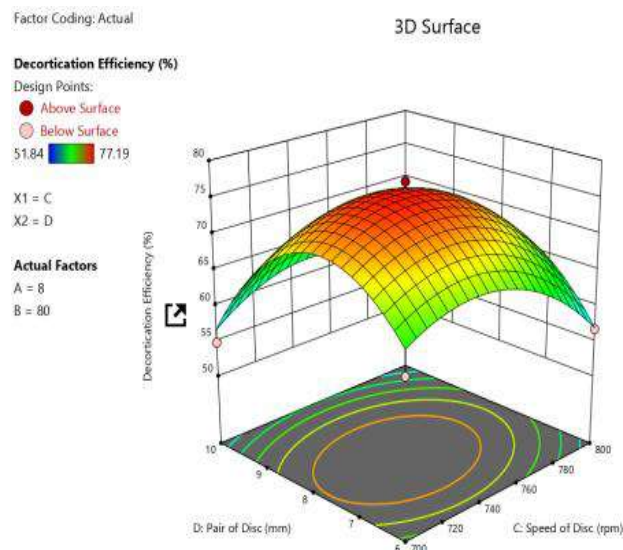 Factor Coding: Actual
3D Surface
Decortication Efficiency (%)
Design Points:
Above Surface
Below Surface
51.84 77.19
X1 = C
X2 = D
Actual Factors
A = 8
B = 80
Decortication Efficiency (%)
80
75
70
65
60
55
50
10
9
8
7
6
700
720
740
760
780
800
D: Pair of Disc (mm)
C: Speed of Disc (rpm)